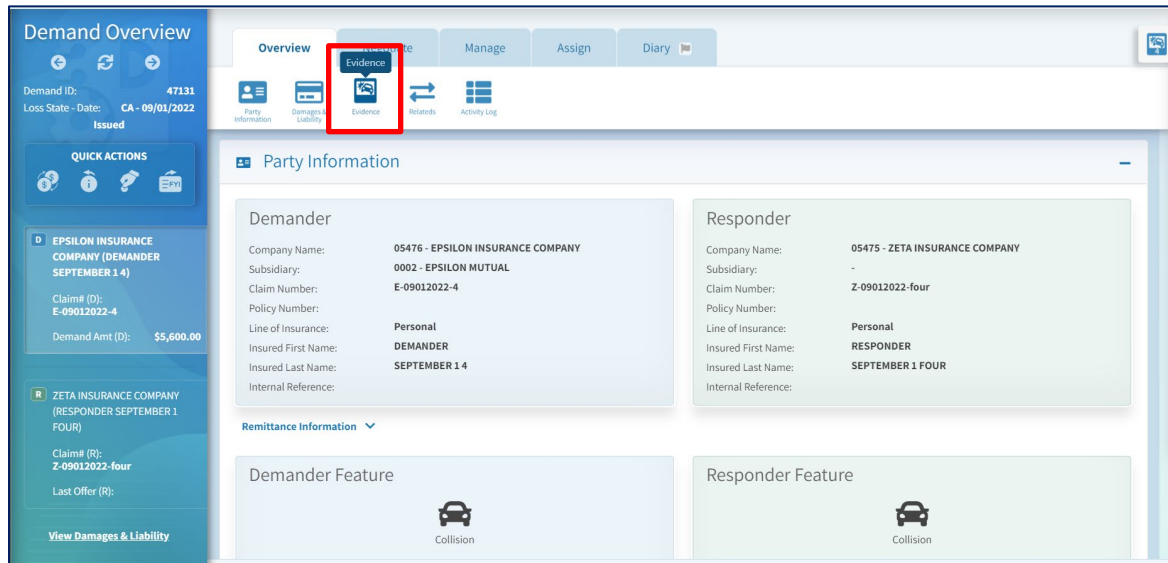 Demand Overview
Demand ID: 47131
Loss State - Date: CA - 09/01/2022
Issued
QUICK ACTIONS
FYI
D EPSILON INSURANCE
COMPANY (DEMANDER
SEPTEMBER 1 4)
Claim# (D):
E-09012022-4
Demand Amt (D): $5,600.00
R ZETA INSURANCE COMPANY
(RESPONDER SEPTEMBER 1
FOUR)
Claim# (R):
Z-09012022-four
Last Offer (R):
View Damages & Liability
Overview Manage Assign Diary
Evidence
Party Information
Damages & Liability
Evidence
Relateds
Activity Log
Party Information
Demander
Company Name: 05476 - EPSILON INSURANCE COMPANY
Subsidiary: 0002 - EPSILON MUTUAL
Claim Number: E-09012022-4
Policy Number:
Line of Insurance: Personal
Insured First Name: DEMANDER
Insured Last Name: SEPTEMBER 1 4
Internal Reference:
Responder
Company Name: 05475 - ZETA INSURANCE COMPANY
Subsidiary: -
Claim Number: Z-09012022-four
Policy Number:
Line of Insurance: Personal
Insured First Name: RESPONDER
Insured Last Name: SEPTEMBER 1 FOUR
Internal Reference:
Remittance Information
Demander Feature
Collision
Responder Feature
Collision